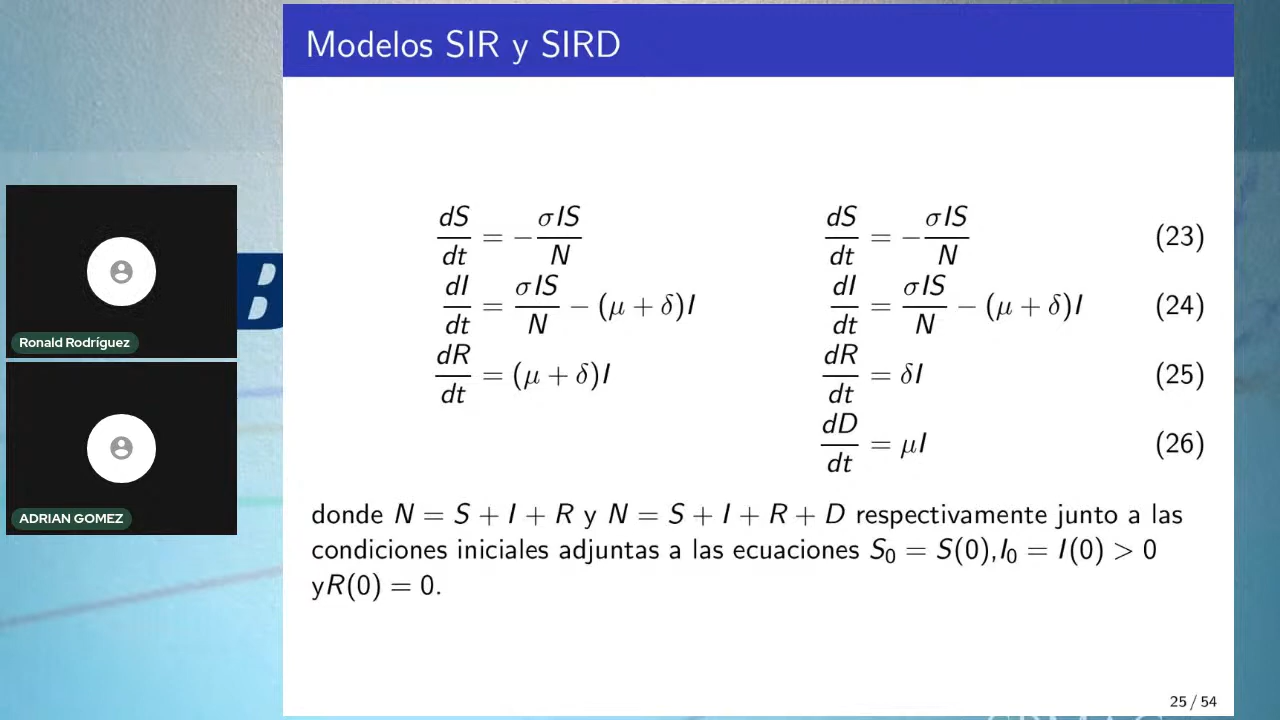 Modelos SIR y SIRD
dS/dt = −σIS/N    dS/dt = −σIS/N    (23)
dI/dt = σIS/N − (μ + δ)I    dI/dt = σIS/N − (μ + δ)I    (24)
dR/dt = (μ + δ)I    dR/dt = δI    (25)
dD/dt = μI    (26)
donde N = S + I + R y N = S + I + R + D respectivamente junto a las
condiciones iniciales adjuntas a las ecuaciones S₀ = S(0),I₀ = I(0) > 0
yR(0) = 0.
25 / 54
Ronald Rodríguez
ADRIAN GOMEZ
B